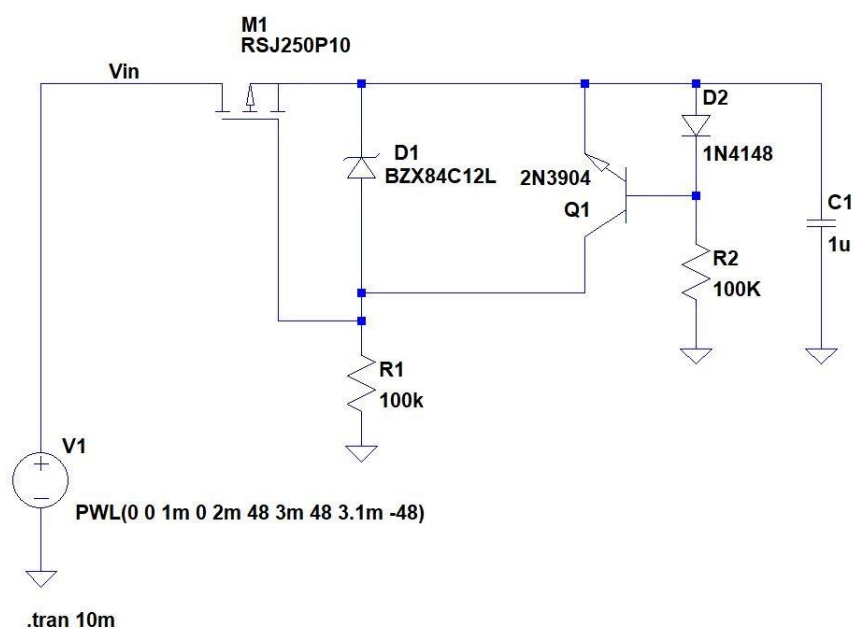 M1
RSJ250P10
Vin
D2
D1
1N4148
BZX84C12L
2N3904
Q1
C1
1u
R2
100K
R1
100k
V1
PWL(0 0 1m 0 2m 48 3m 48 3.1m -48)
.tran 10m